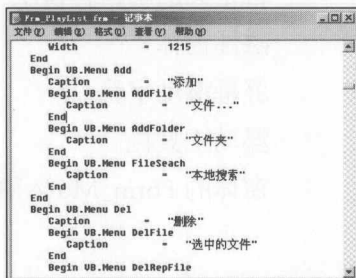 Frm_PlayList.frm - 记事本
文件(F) 编辑(E) 格式(O) 查看(V) 帮助(H)
Width = 1215
End
Begin VB.Menu Add
Caption = "添加"
Begin VB.Menu AddFile
Caption = "文件..."
End
Begin VB.Menu AddFolder
Caption = "文件夹"
End
Begin VB.Menu FileSeach
Caption = "本地搜索"
End
End
Begin VB.Menu Del
Caption = "删除"
Begin VB.Menu DelFile
Caption = "选中的文件"
End
Begin VB.Menu DelRepFile